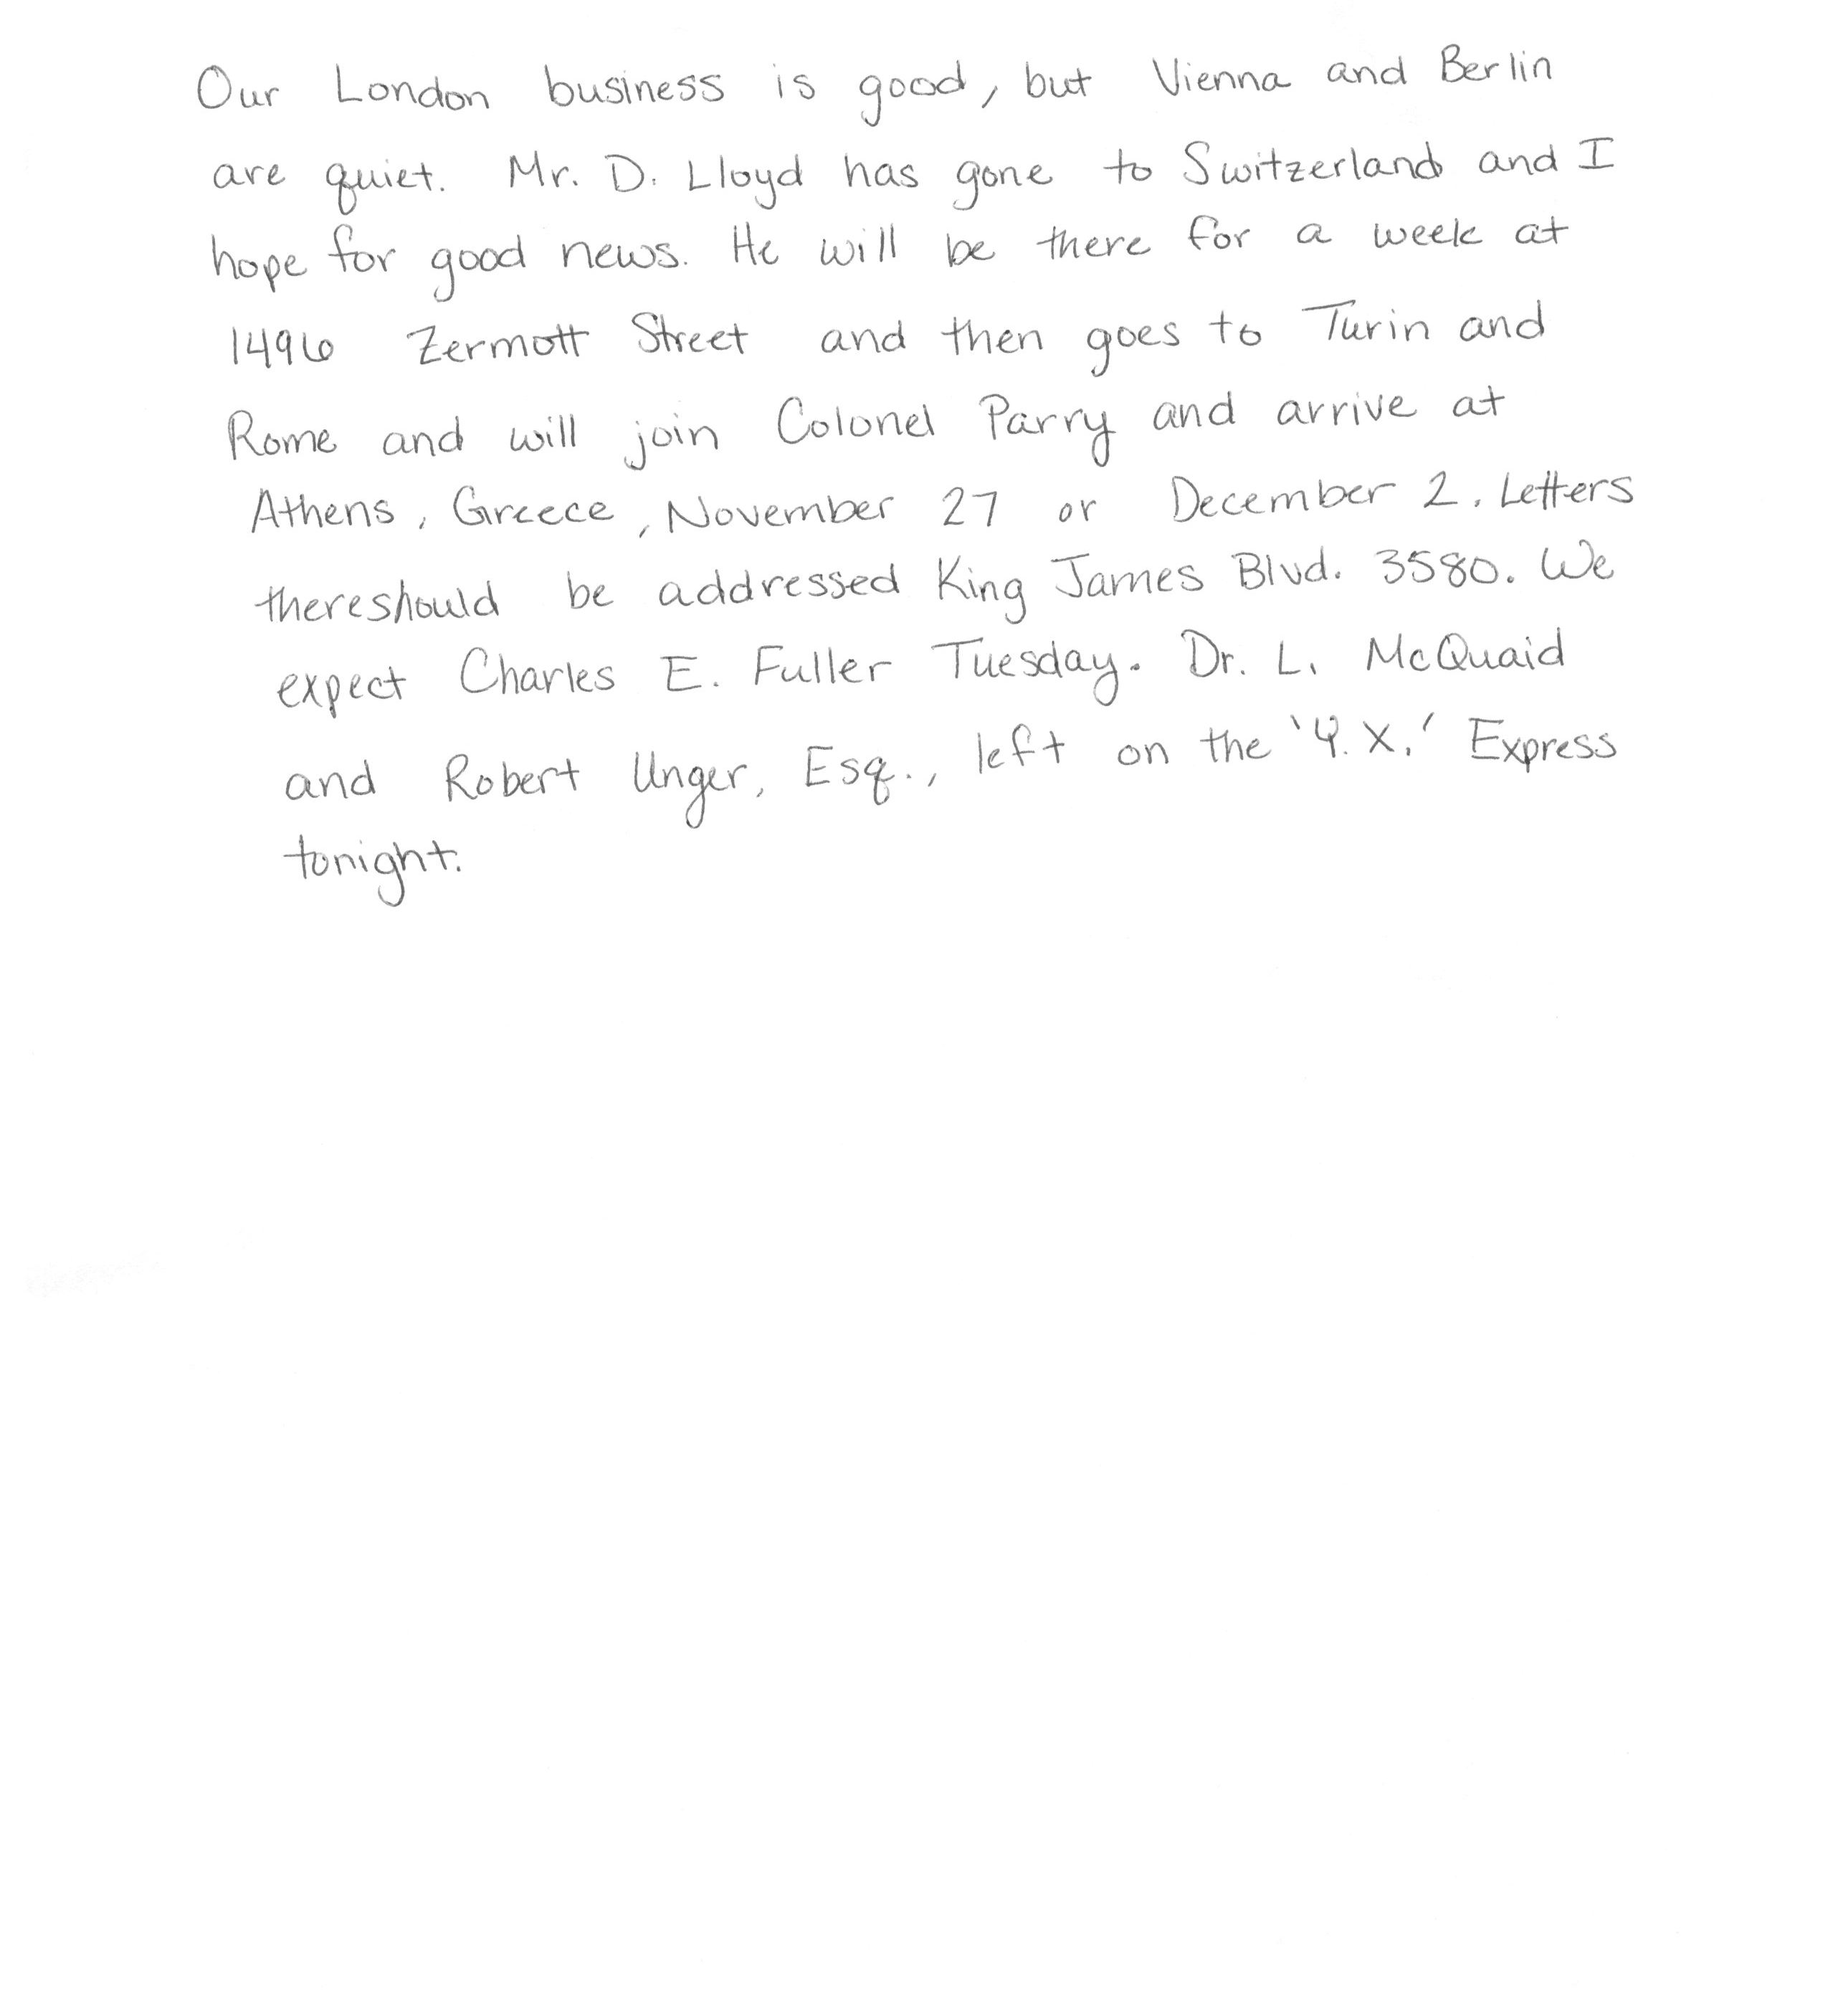 Our London business is good, but Vienna and Berlin
are quiet. Mr. D. Lloyd has gone to Switzerland and I
hope for good news. He will be there for a week at
1496 Zermott Street and then goes to Turin and
Rome and will join Colonel Parry and arrive at
Athens, Greece, November 27 or December 2. Letters
thereshould be addressed King James Blvd. 3580. We
expect Charles E. Fuller Tuesday. Dr. L. McQuaid
and Robert Unger, Esq., left on the 'Y.X.' Express
tonight.